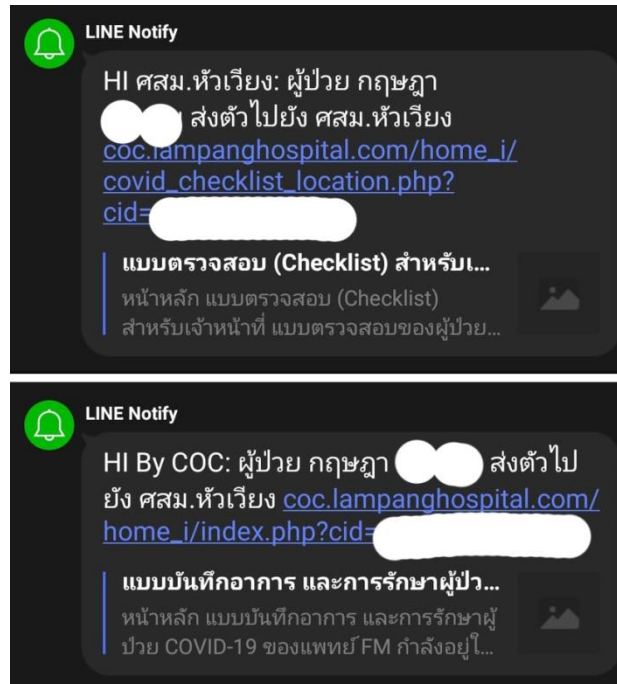 LINE Notify
HI ศสม.หัวเวียง: ผู้ป่วย กฤษฎา
ส่งตัวไปยัง ศสม.หัวเวียง
coc.lampanghospital.com/home_i/
covid_checklist_location.php?
cid=
แบบตรวจสอบ (Checklist) สำหรับเ...
หน้าหลัก แบบตรวจสอบ (Checklist)
สำหรับเจ้าหน้าที่ แบบตรวจสอบของผู้ป่วย...
LINE Notify
HI By COC: ผู้ป่วย กฤษฎา ส่งตัวไป
ยัง ศสม.หัวเวียง coc.lampanghospital.com/
home_i/index.php?cid=
แบบบันทึกอาการ และการรักษาผู้ป่ว...
หน้าหลัก แบบบันทึกอาการ และการรักษาผู้
ป่วย COVID-19 ของแพทย์ FM กำลังอยู่ใ...